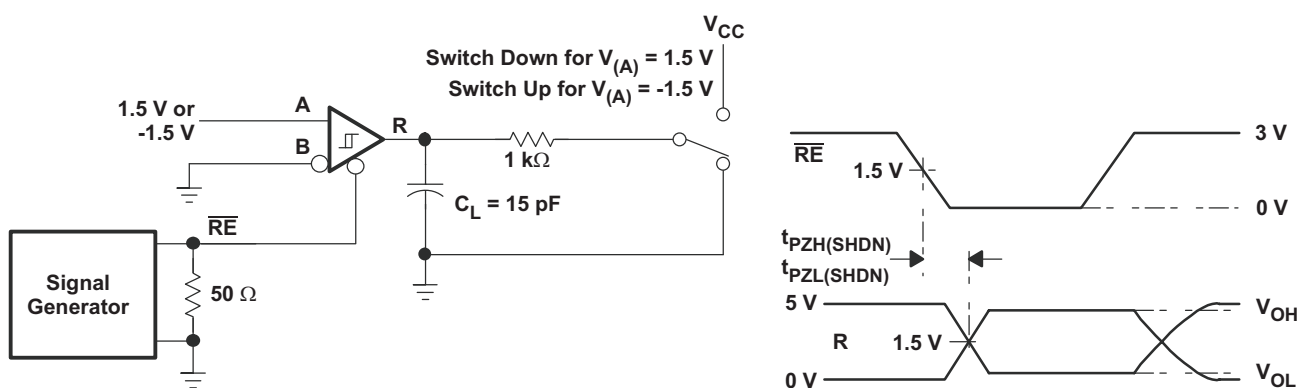 V_CC
Switch Down for V_(A) = 1.5 V
Switch Up for V_(A) = -1.5 V
1.5 V or
-1.5 V
A
B
R
1 kΩ
C_L = 15 pF
RE
Signal
Generator
50 Ω
RE
3 V
1.5 V
0 V
t_PZH(SHDN)
t_PZL(SHDN)
5 V
R
1.5 V
0 V
V_OH
V_OL